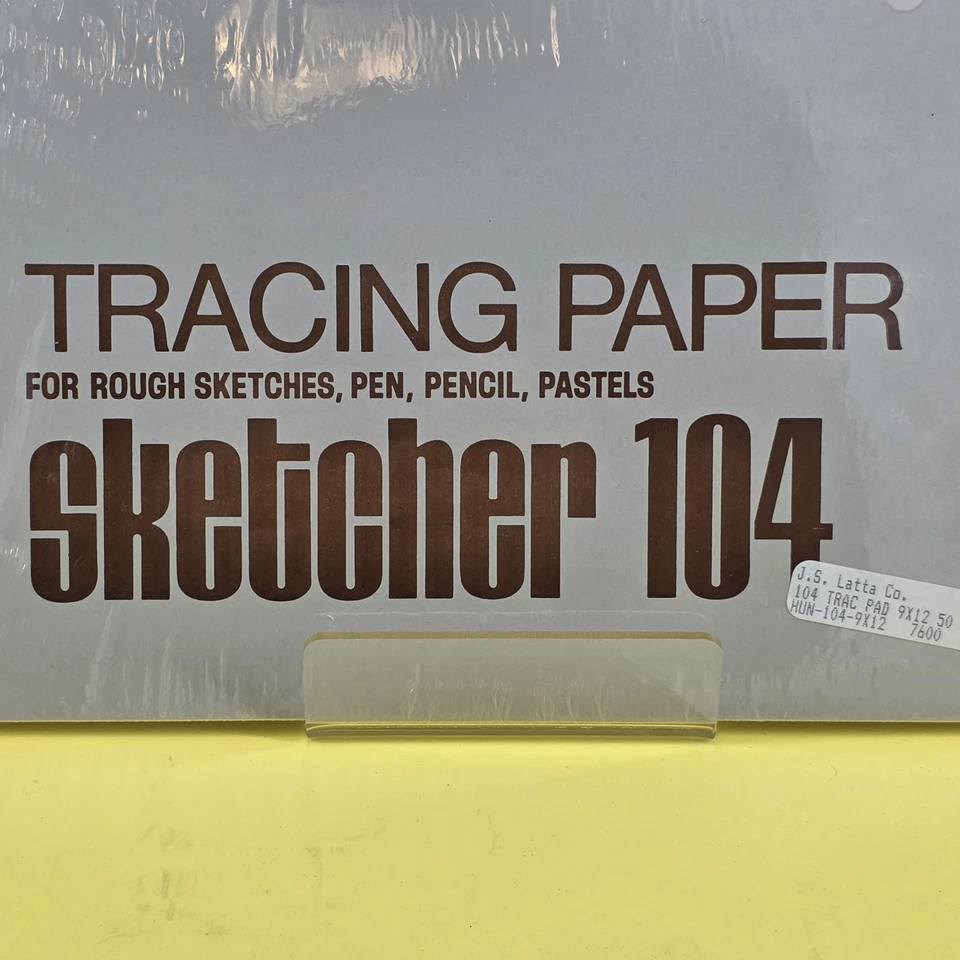 TRACING PAPER
FOR ROUGH SKETCHES, PEN, PENCIL, PASTELS
sketcher 104
J.S. Latta Co.
104 TRAC PAD 9X12 50
HUN-104-9X12 7600